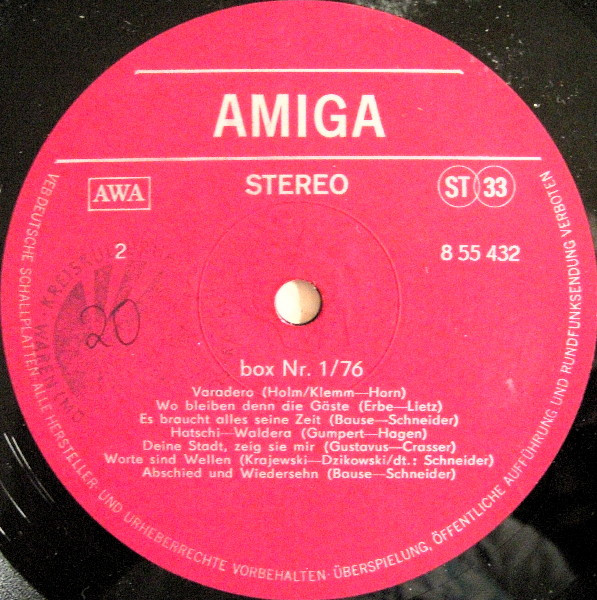 AMIGA
AWA
STEREO
ST 33
2
8 55 432
20
box Nr. 1/76
Varadero (Holm/Klemm—Horn)
Wo bleiben denn die Gäste (Erbe—Lietz)
Es braucht alles seine Zeit (Bause—Schneider)
Hatschi—Waldera (Gumpert—Hagen)
Deine Stadt, zeig sie mir (Gustavus—Crasser)
Worte sind Wellen (Krajewski—Dzikowski/dt.: Schneider)
Abschied und Wiedersehn (Bause—Schneider)
VEB DEUTSCHE SCHALLPLATTEN · ALLE HERSTELLER- UND URHEBERRECHTE VORBEHALTEN · ÜBERSPIELUNG, ÖFFENTLICHE AUFFÜHRUNG UND RUNDFUNKSENDUNG VERBOTEN